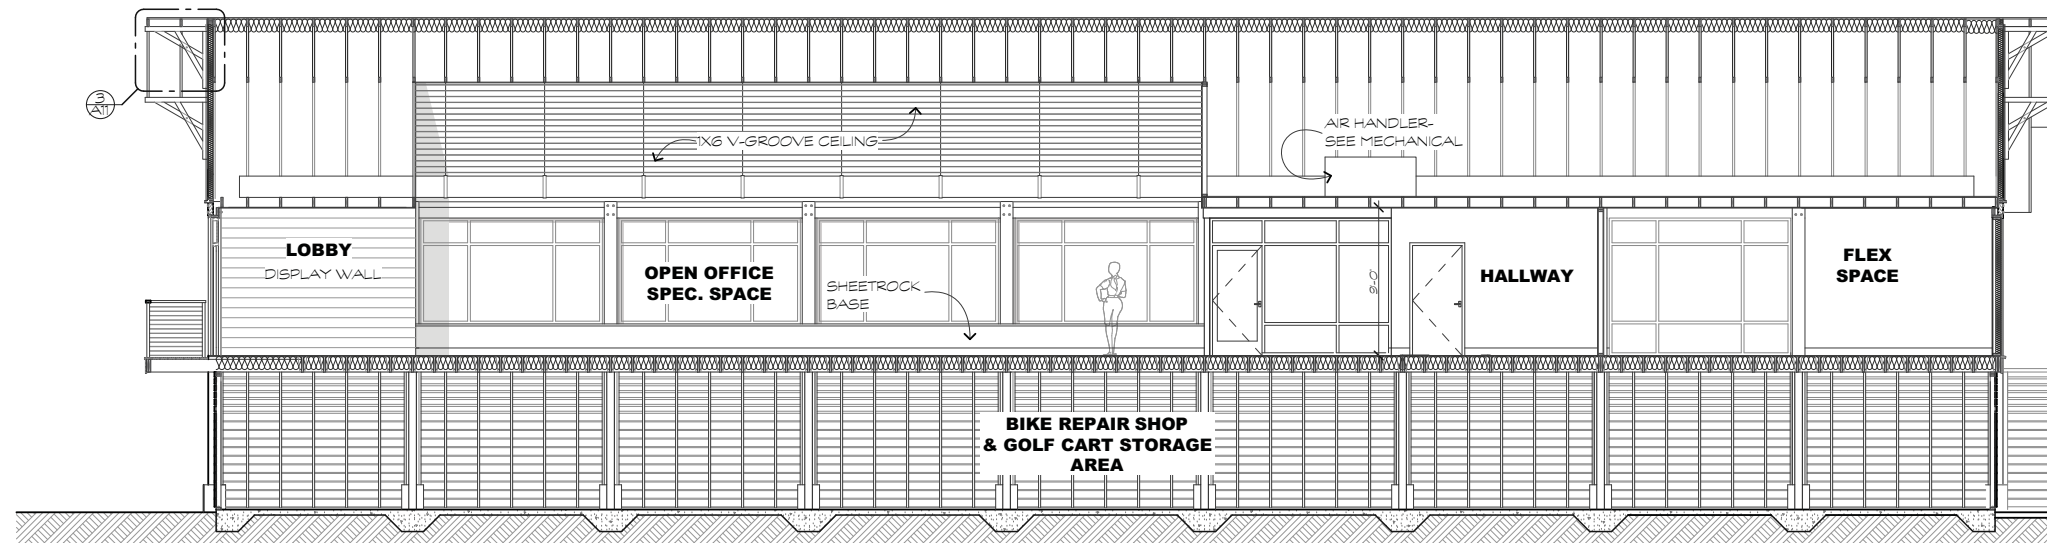 3
A11
1X6 V-GROOVE CEILING
AIR HANDLER-
SEE MECHANICAL
LOBBY
DISPLAY WALL
OPEN OFFICE
SPEC. SPACE
SHEETROCK
BASE
9'-0"
HALLWAY
FLEX
SPACE
BIKE REPAIR SHOP
& GOLF CART STORAGE
AREA